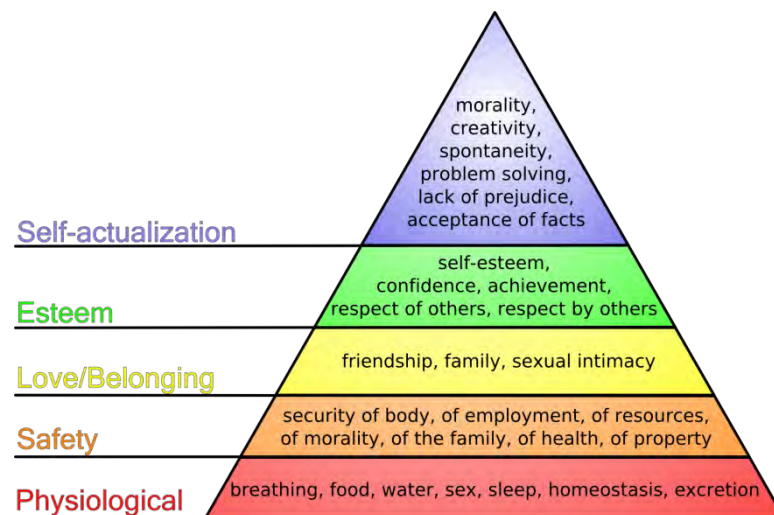 morality,
creativity,
spontaneity,
problem solving,
lack of prejudice,
acceptance of facts
Self-actualization
self-esteem,
confidence, achievement,
respect of others, respect by others
Esteem
friendship, family, sexual intimacy
Love/Belonging
security of body, of employment, of resources,
of morality, of the family, of health, of property
Safety
breathing, food, water, sex, sleep, homeostasis, excretion
Physiological